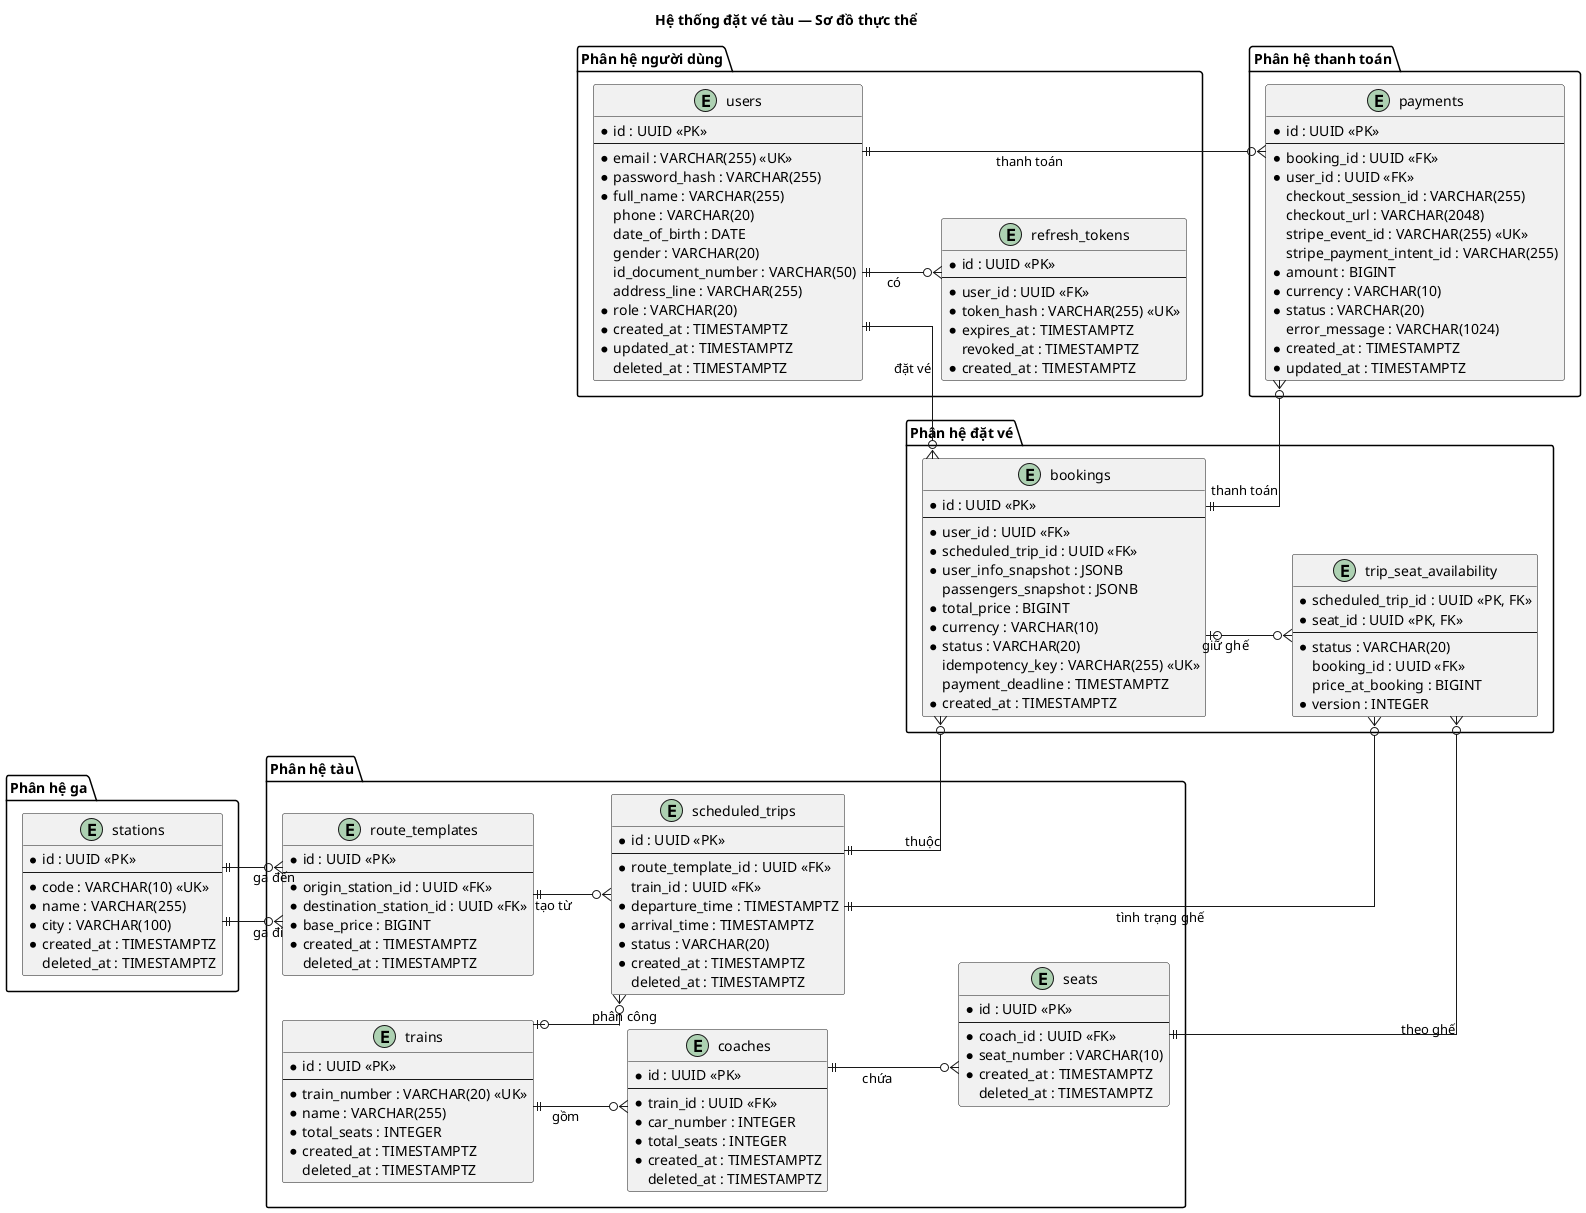 Hệ thống đặt vé tàu — Sơ đồ thực thể
Phân hệ người dùng
E users
* id : UUID «PK»
* email : VARCHAR(255) «UK»
* password_hash : VARCHAR(255)
* full_name : VARCHAR(255)
phone : VARCHAR(20)
date_of_birth : DATE
gender : VARCHAR(20)
id_document_number : VARCHAR(50)
address_line : VARCHAR(255)
* role : VARCHAR(20)
* created_at : TIMESTAMPTZ
* updated_at : TIMESTAMPTZ
deleted_at : TIMESTAMPTZ
thanh toán
có
đặt vé
E refresh_tokens
* id : UUID «PK»
* user_id : UUID «FK»
* token_hash : VARCHAR(255) «UK»
* expires_at : TIMESTAMPTZ
revoked_at : TIMESTAMPTZ
* created_at : TIMESTAMPTZ
Phân hệ thanh toán
E payments
* id : UUID «PK»
* booking_id : UUID «FK»
* user_id : UUID «FK»
checkout_session_id : VARCHAR(255)
checkout_url : VARCHAR(2048)
stripe_event_id : VARCHAR(255) «UK»
stripe_payment_intent_id : VARCHAR(255)
* amount : BIGINT
* currency : VARCHAR(10)
* status : VARCHAR(20)
error_message : VARCHAR(1024)
* created_at : TIMESTAMPTZ
* updated_at : TIMESTAMPTZ
Phân hệ đặt vé
E bookings
* id : UUID «PK»
* user_id : UUID «FK»
* scheduled_trip_id : UUID «FK»
* user_info_snapshot : JSONB
passengers_snapshot : JSONB
* total_price : BIGINT
* currency : VARCHAR(10)
* status : VARCHAR(20)
idempotency_key : VARCHAR(255) «UK»
payment_deadline : TIMESTAMPTZ
* created_at : TIMESTAMPTZ
thanh toán
giữ ghế
E trip_seat_availability
* scheduled_trip_id : UUID «PK, FK»
* seat_id : UUID «PK, FK»
* status : VARCHAR(20)
booking_id : UUID «FK»
price_at_booking : BIGINT
* version : INTEGER
Phân hệ ga
E stations
* id : UUID «PK»
* code : VARCHAR(10) «UK»
* name : VARCHAR(255)
* city : VARCHAR(100)
* created_at : TIMESTAMPTZ
deleted_at : TIMESTAMPTZ
ga đến
ga đi
Phân hệ tàu
E route_templates
* id : UUID «PK»
* origin_station_id : UUID «FK»
* destination_station_id : UUID «FK»
* base_price : BIGINT
* created_at : TIMESTAMPTZ
deleted_at : TIMESTAMPTZ
tạo từ
E scheduled_trips
* id : UUID «PK»
* route_template_id : UUID «FK»
train_id : UUID «FK»
* departure_time : TIMESTAMPTZ
* arrival_time : TIMESTAMPTZ
* status : VARCHAR(20)
* created_at : TIMESTAMPTZ
deleted_at : TIMESTAMPTZ
thuộc
tình trạng ghế
phân công
E trains
* id : UUID «PK»
* train_number : VARCHAR(20) «UK»
* name : VARCHAR(255)
* total_seats : INTEGER
* created_at : TIMESTAMPTZ
deleted_at : TIMESTAMPTZ
gồm
E coaches
* id : UUID «PK»
* train_id : UUID «FK»
* car_number : INTEGER
* total_seats : INTEGER
* created_at : TIMESTAMPTZ
deleted_at : TIMESTAMPTZ
chứa
E seats
* id : UUID «PK»
* coach_id : UUID «FK»
* seat_number : VARCHAR(10)
* created_at : TIMESTAMPTZ
deleted_at : TIMESTAMPTZ
theo ghế